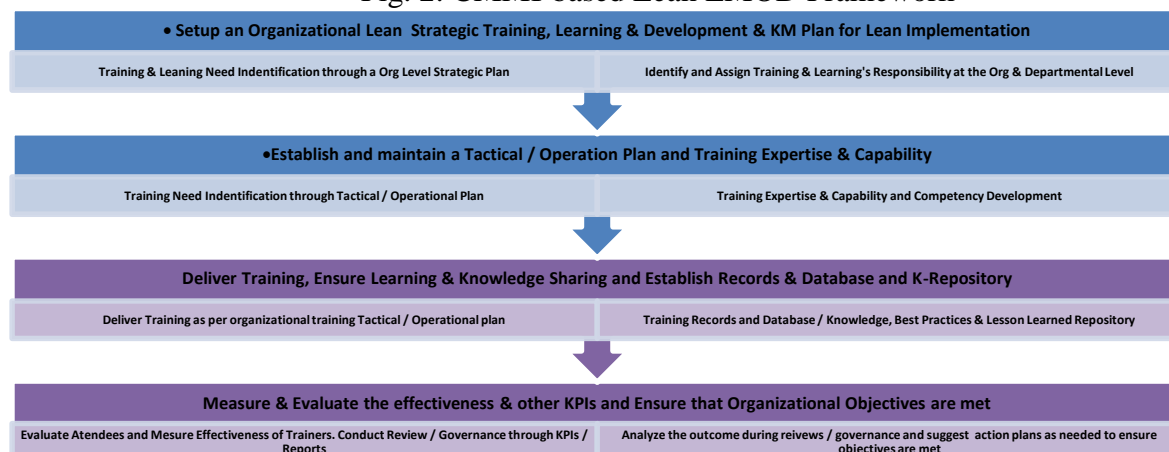 CMMI based Lean Framework
• Setup an Organizational Lean Strategic Training, Learning & Development & KM Plan for Lean Implementation
Training & Leaning Need Indentification through a Org Level Strategic Plan
Identify and Assign Training & Learning's Responsibility at the Org & Departmental Level
•Establish and maintain a Tactical / Operation Plan and Training Expertise & Capability
Training Need Indentification through Tactical / Operational Plan
Training Expertise & Capability and Competency Development
Deliver Training, Ensure Learning & Knowledge Sharing and Establish Records & Database and K-Repository
Deliver Training as per organizational training Tactical / Operational plan
Training Records and Database / Knowledge, Best Practices & Lesson Learned Repository
Measure & Evaluate the effectiveness & other KPIs and Ensure that Organizational Objectives are met
Evaluate Atendees and Mesure Effectiveness of Trainers. Conduct Review / Governance through KPIs /
Reports
Analyze the outcome during reivews / governance and suggest action plans as needed to ensure
objectives are met